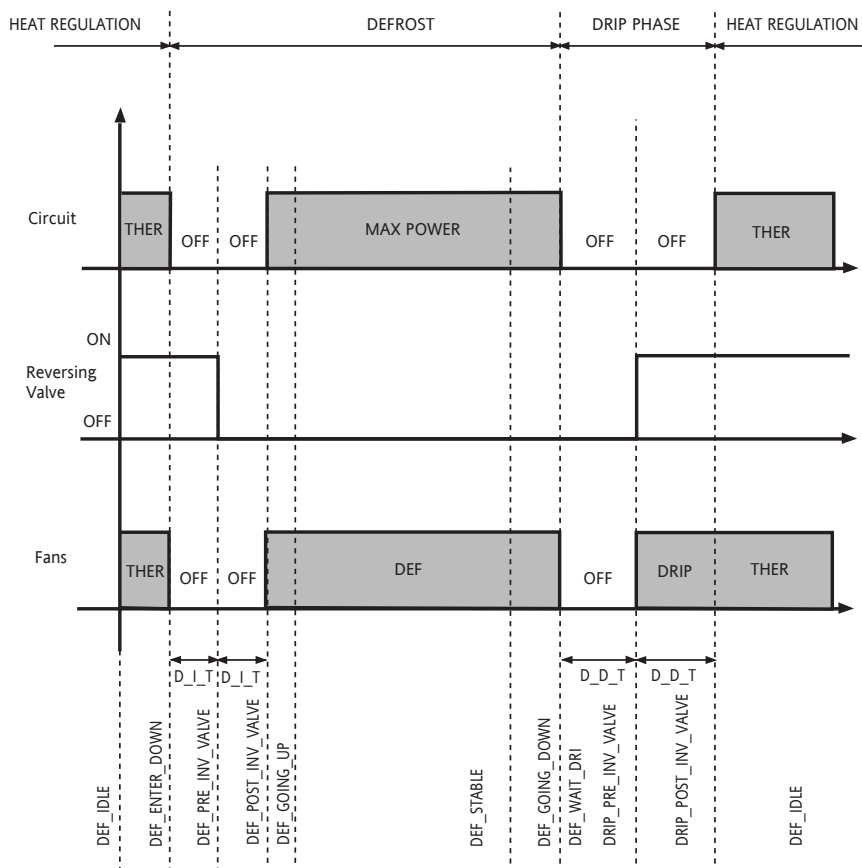 HEAT REGULATION
DEFROST
DRIP PHASE
HEAT REGULATION
Circuit
THER
OFF
OFF
MAX POWER
OFF
OFF
THER
ON
Reversing
Valve
OFF
Fans
THER
OFF
OFF
DEF
OFF
DRIP
THER
D_I_T
D_I_T
D_D_T
D_D_T
DEF_IDLE
DEF_ENTER_DOWN
DEF_PRE_INV_VALVE
DEF_POST_INV_VALVE
DEF_GOING_UP
DEF_STABLE
DEF_GOING_DOWN
DEF_WAIT_DRI
DRIP_PRE_INV_VALVE
DRIP_POST_INV_VALVE
DEF_IDLE